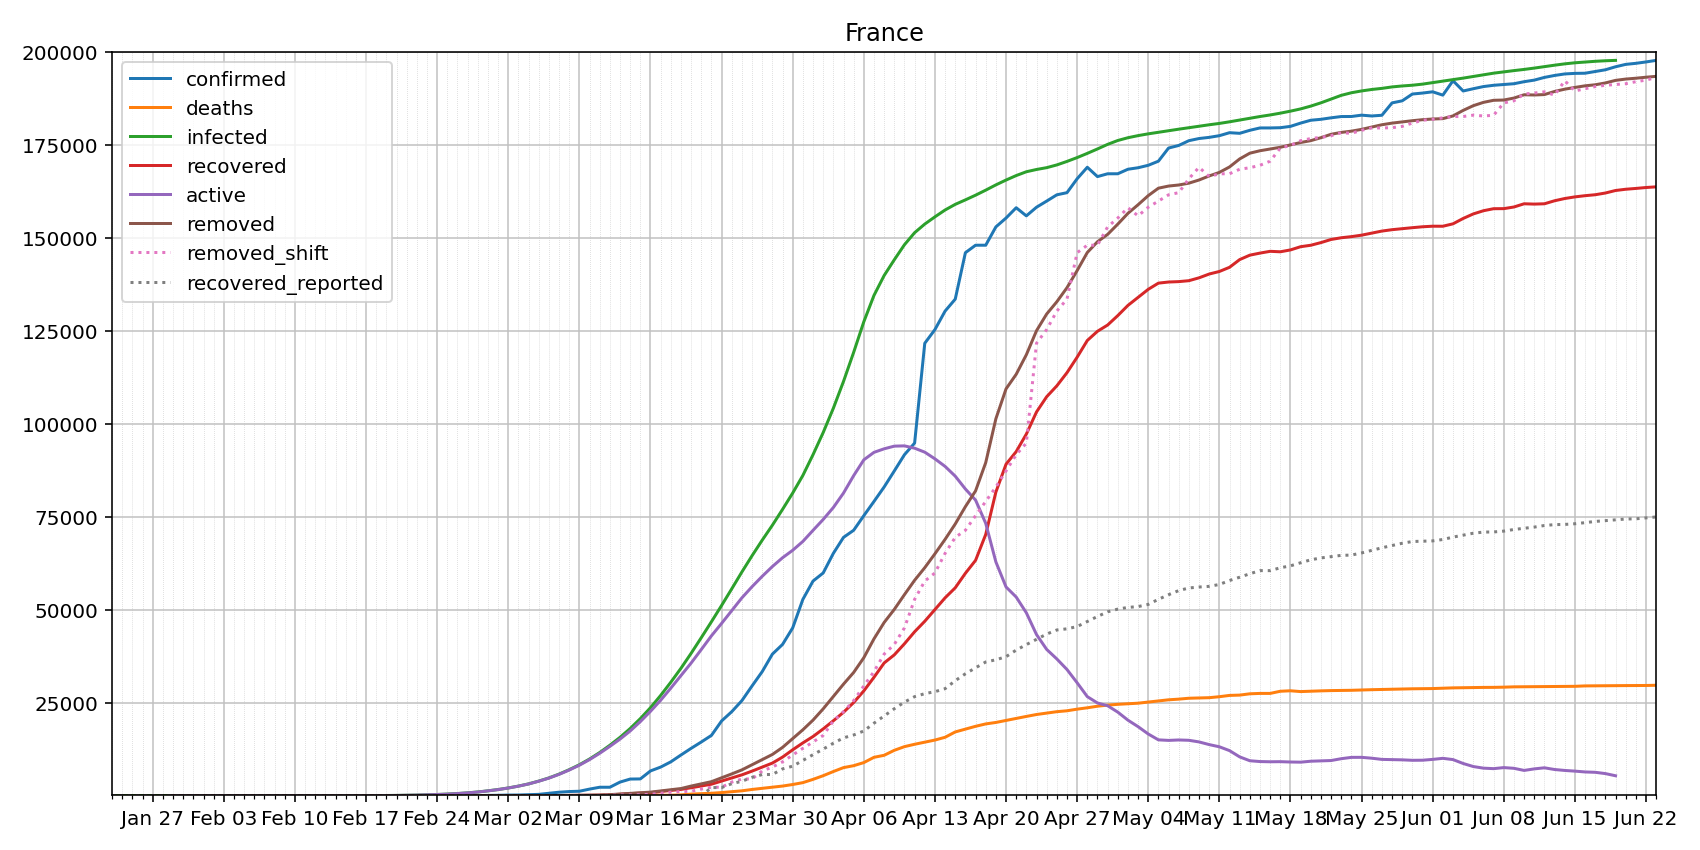 France
200000
175000
150000
125000
100000
75000
50000
25000
confirmed
deaths
infected
recovered
active
removed
removed_shift
recovered_reported
Jan 27 Feb 03 Feb 10 Feb 17 Feb 24 Mar 02 Mar 09 Mar 16 Mar 23 Mar 30 Apr 06 Apr 13 Apr 20 Apr 27 May 04 May 11 May 18 May 25 Jun 01 Jun 08 Jun 15 Jun 22